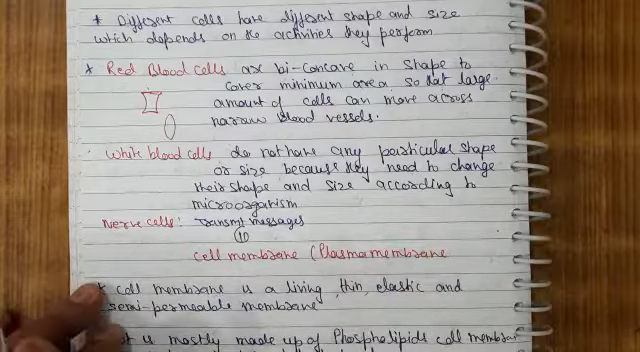 * Different cells have different shape and size
which depends on the activities they perform
* Red Blood cells are bi-concave in shape to
cover minimum area, so that large
amount of cells can move across
narrow blood vessels.
White blood cells do not have any particular shape
or size because they need to change
their shape and size according to
microorganism
Nerve cells: Transmit messages
cell membrane (Plasma membrane
* cell membrane is a living, thin, elastic and
semi-permeable membrane
is mostly made up of Phospholipids cell membran